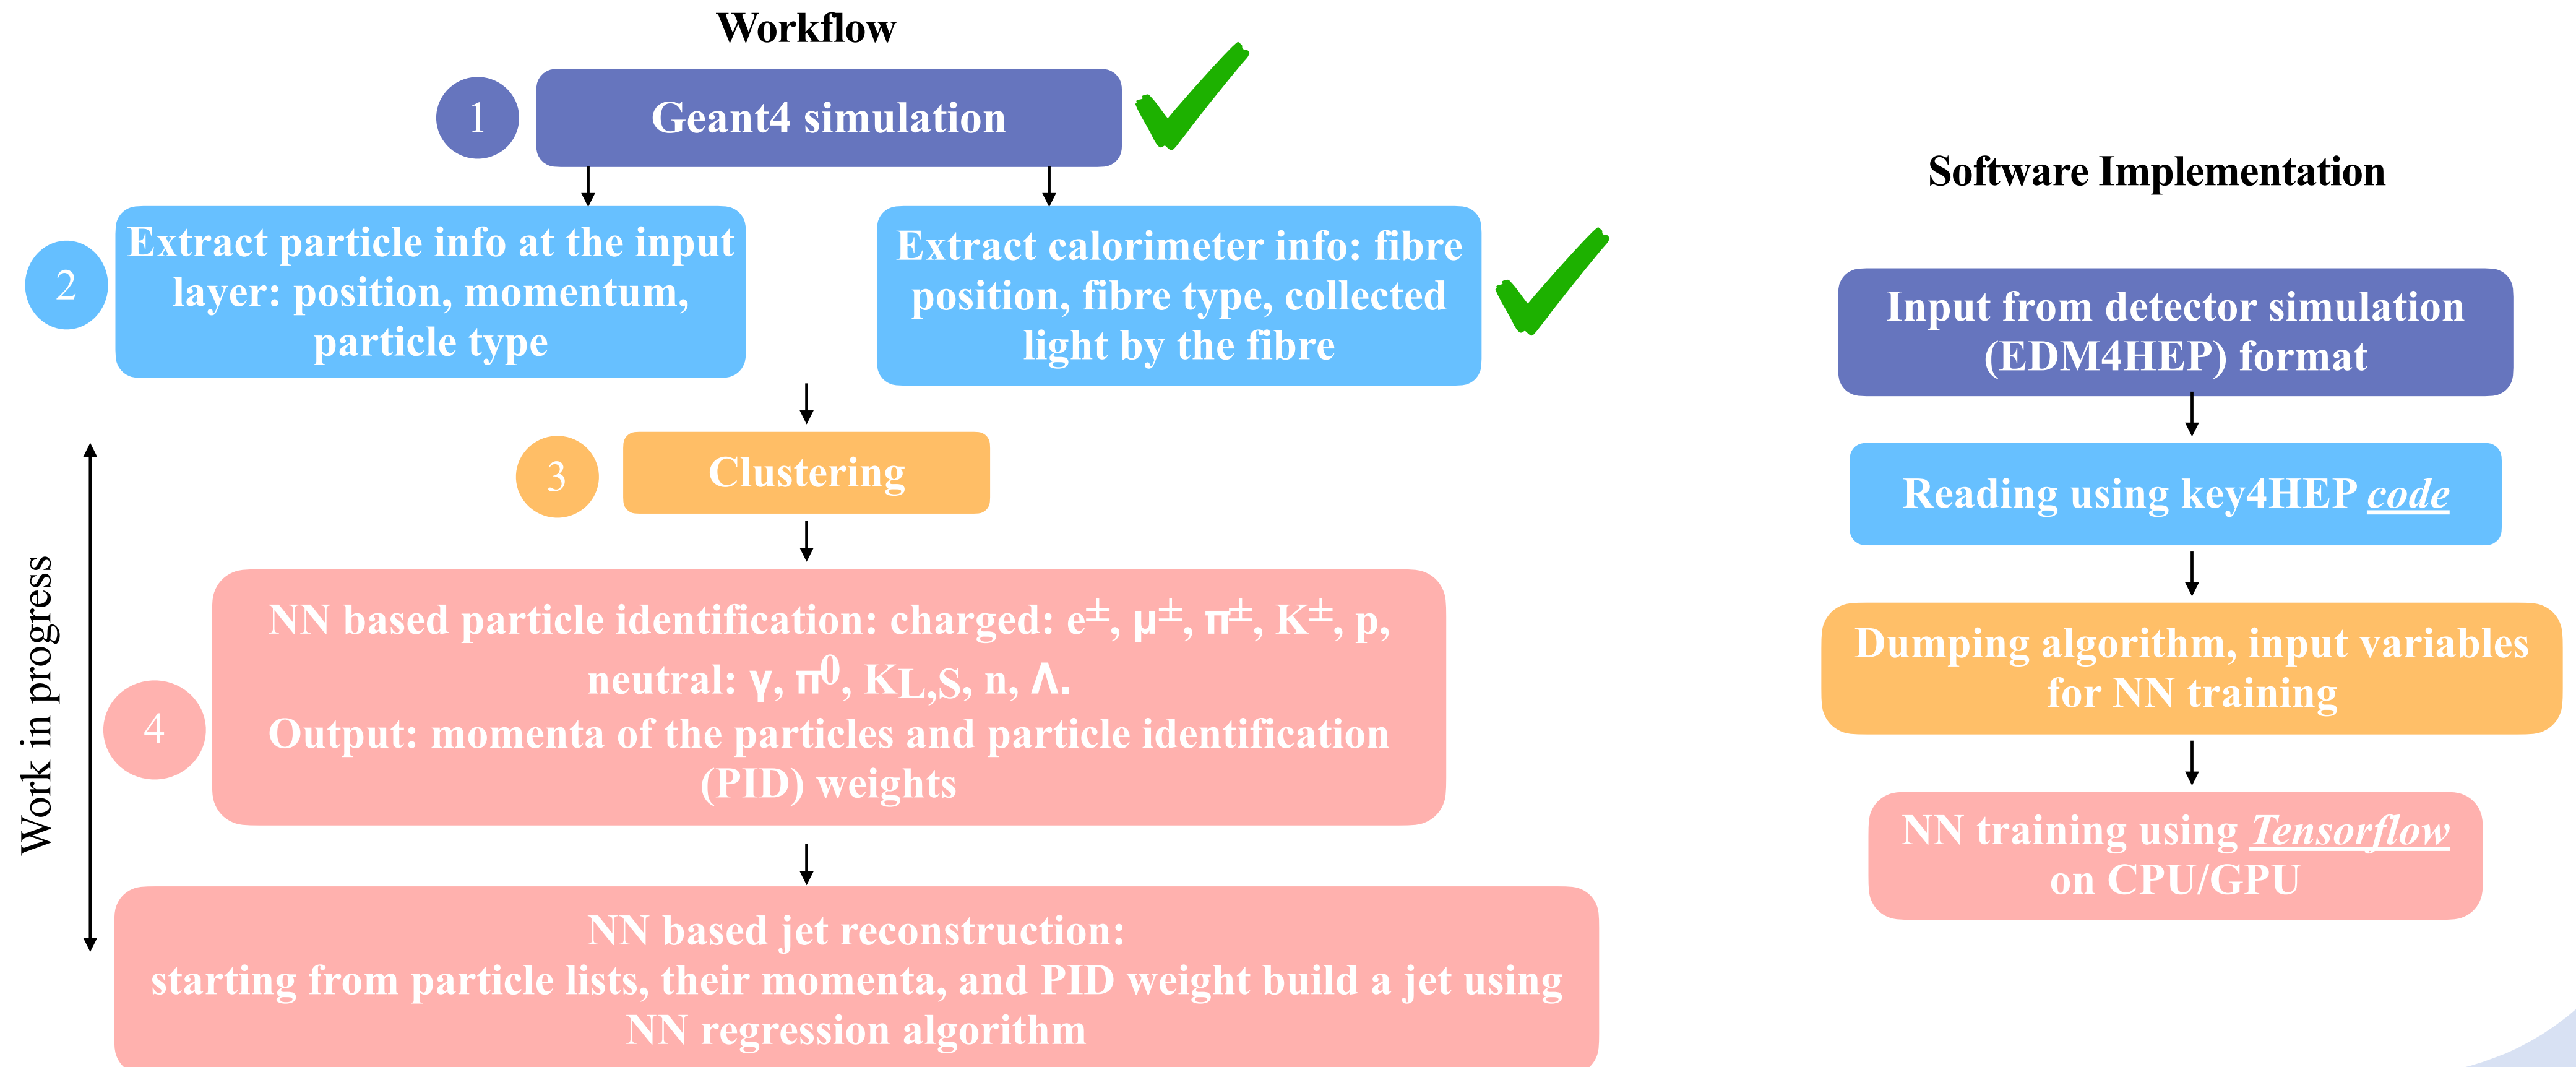 Workflow
1
Geant4 simulation
2
Extract particle info at the input
layer: position, momentum,
particle type
Extract calorimeter info: fibre
position, fibre type, collected
light by the fibre
3
Clustering
Work in progress
4
NN based particle identification: charged: e±, μ±, π±, K±, p,
neutral: γ, π⁰, KL,S, n, Λ.
Output: momenta of the particles and particle identification
(PID) weights
NN based jet reconstruction:
starting from particle lists, their momenta, and PID weight build a jet using
NN regression algorithm
Software Implementation
Input from detector simulation
(EDM4HEP) format
Reading using key4HEP code
Dumping algorithm, input variables
for NN training
NN training using Tensorflow
on CPU/GPU